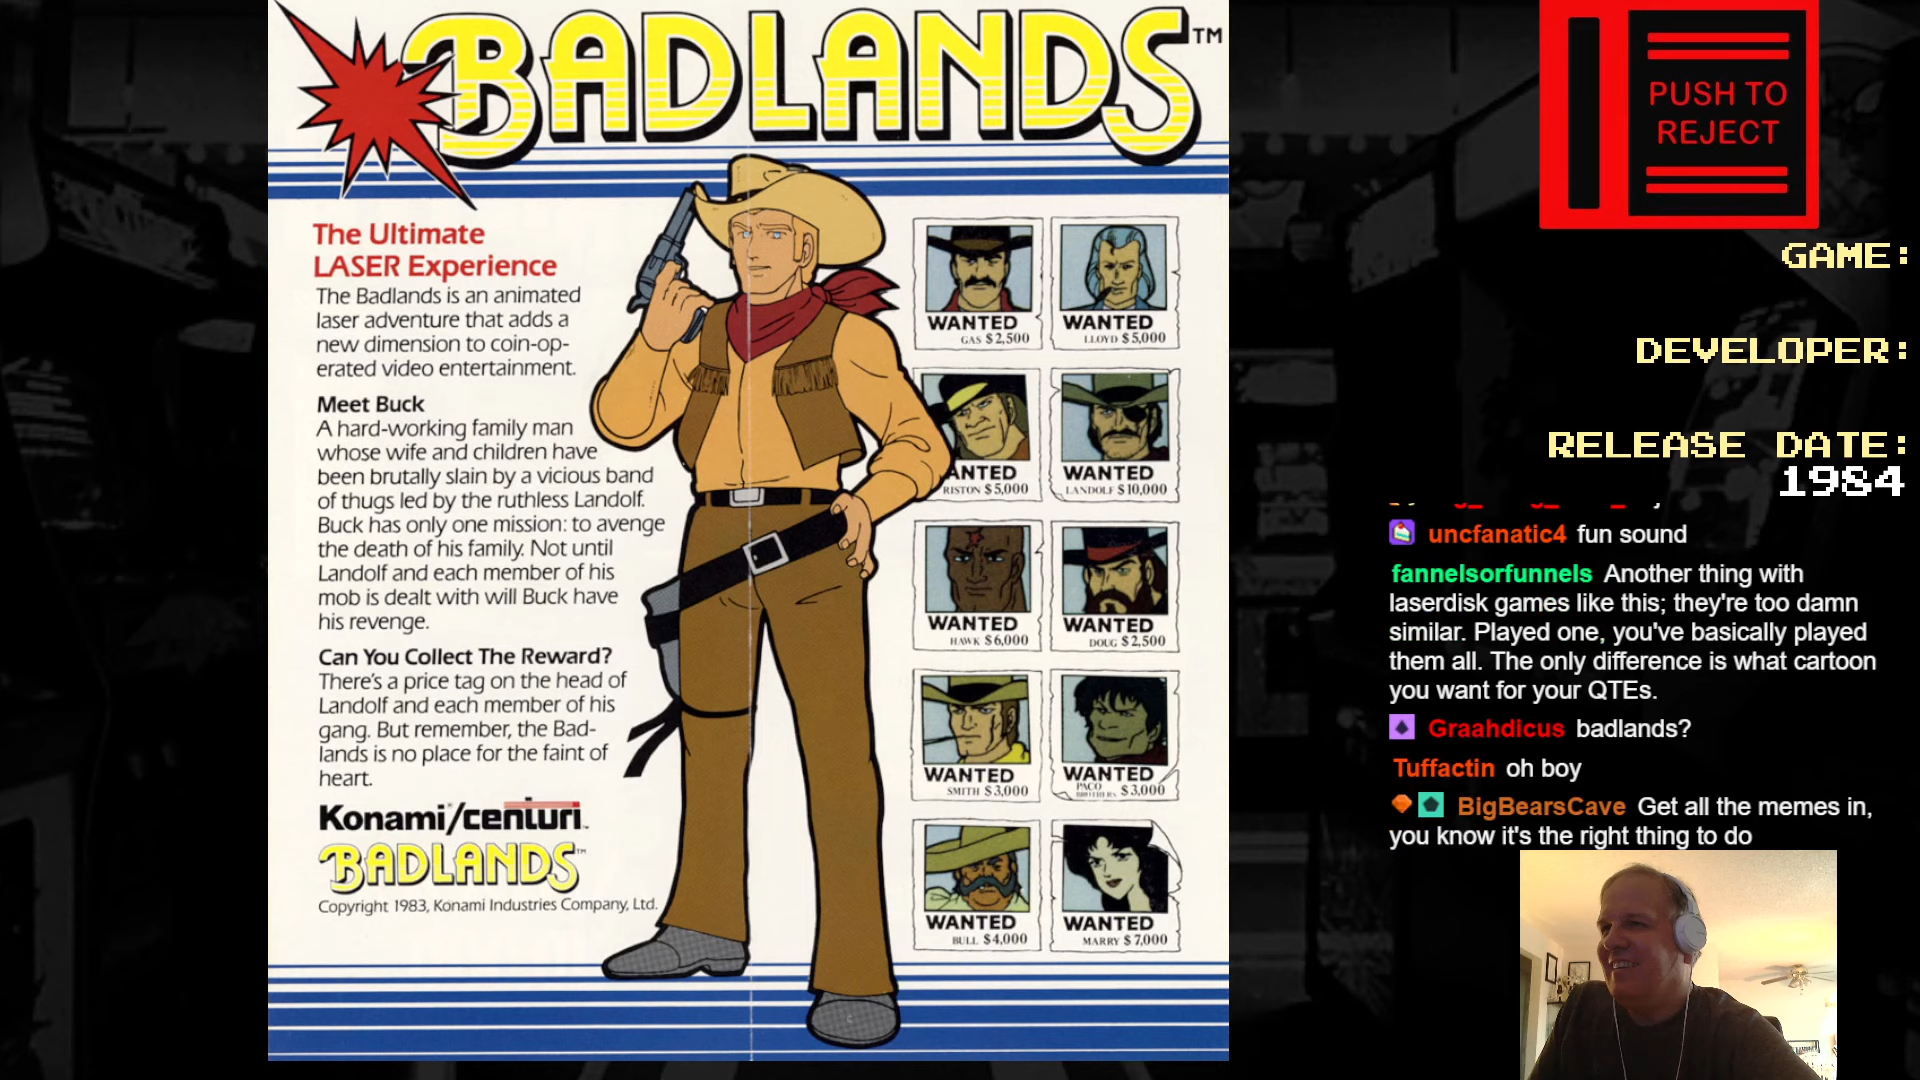 BADLANDS™
The Ultimate
LASER Experience
The Badlands is an animated
laser adventure that adds a
new dimension to coin-op-
erated video entertainment.
Meet Buck
A hard-working family man
whose wife and children have
been brutally slain by a vicious band
of thugs led by the ruthless Landolf.
Buck has only one mission: to avenge
the death of his family. Not until
Landolf and each member of his
mob is dealt with will Buck have
his revenge.
Can You Collect The Reward?
There's a price tag on the head of
Landolf and each member of his
gang. But remember, the Bad-
lands is no place for the faint of
heart.
Konami/centuri™
BADLANDS™
Copyright 1983, Konami Industries Company, Ltd.
WANTED
GAS $2,500
WANTED
LLOYD $5,000
ANTED
RISTON $5,000
WANTED
LANDOLF $10,000
WANTED
HAWK $6,000
WANTED
DOUG $2,500
WANTED
SMITH $3,000
WANTED
PACO
BROTHERS $3,000
WANTED
BULL $4,000
WANTED
MARRY $7,000
PUSH TO
REJECT
GAME:
DEVELOPER:
RELEASE DATE:
1984
uncfanatic4 fun sound
fannelsorfunnels Another thing with
laserdisk games like this; they're too damn
similar. Played one, you've basically played
them all. The only difference is what cartoon
you want for your QTEs.
Graahdicus badlands?
Tuffactin oh boy
BigBearsCave Get all the memes in,
you know it's the right thing to do